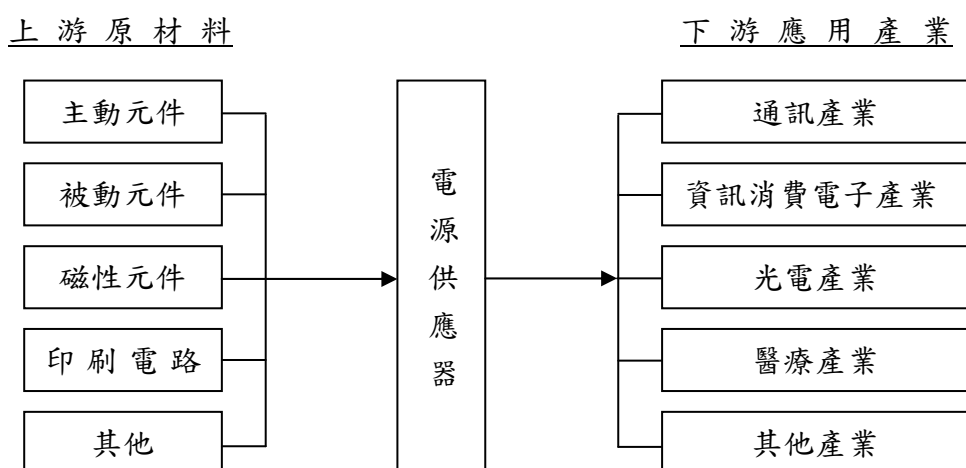 上游原材料
下游應用產業
主動元件
被動元件
磁性元件
印刷電路
其他
電源供應器
通訊產業
資訊消費電子產業
光電產業
醫療產業
其他產業